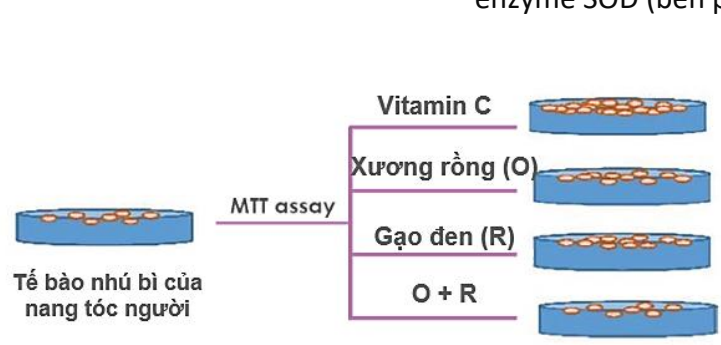 enzyme SOD (bên
Vitamin C
Xương rồng (O)
MTT assay
Gạo đen (R)
O + R
Tế bào nhú bì của
nang tóc người